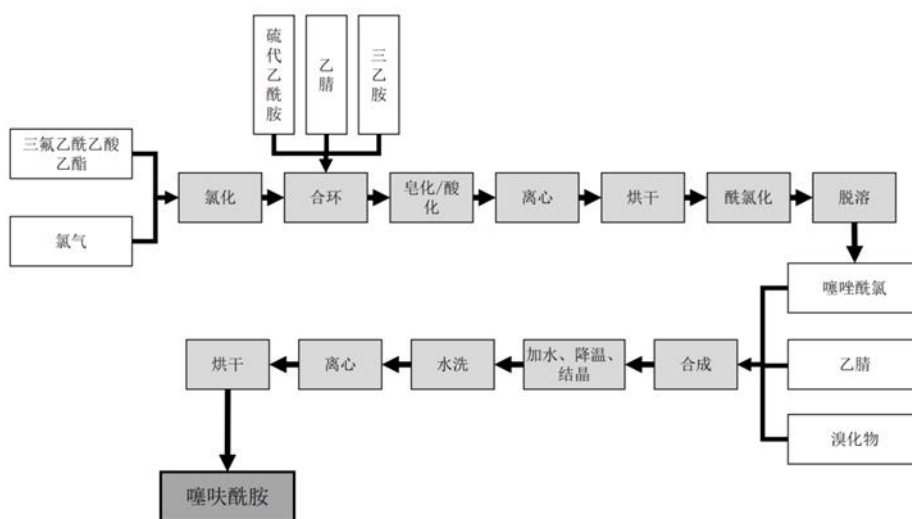 硫代乙酰胺
乙腈
三乙胺
三氟乙酰乙酸
乙酯
氯气
氯化
合环
皂化/酸
化
离心
烘干
酰氯化
脱溶
噻唑酰氯
乙腈
溴化物
合成
加水、降温、
结晶
水洗
离心
烘干
噻呋酰胺